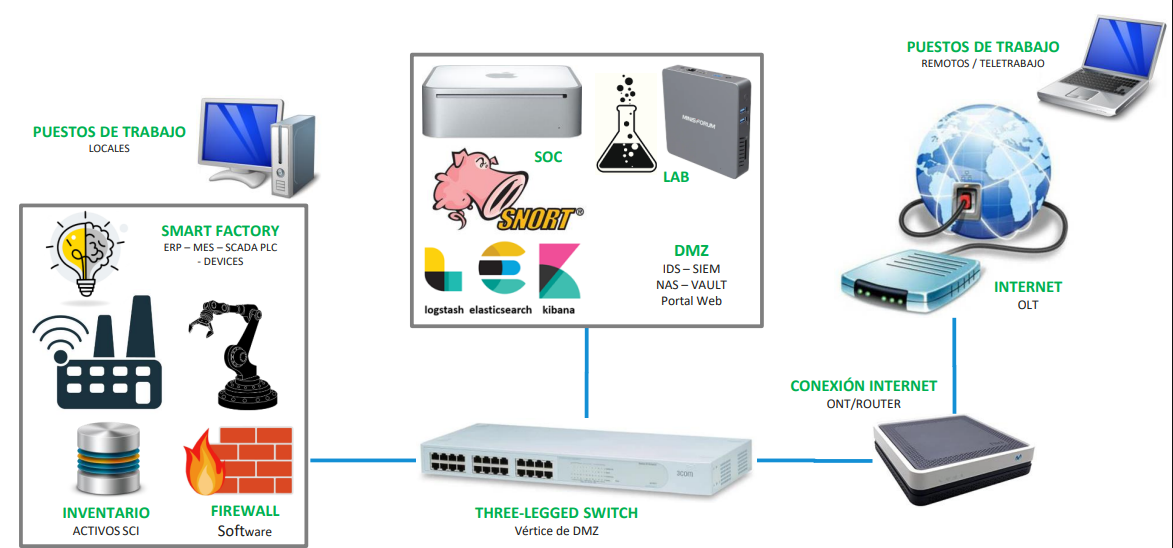 PUESTOS DE TRABAJO
REMOTOS / TELETRABAJO
PUESTOS DE TRABAJO
LOCALES
MINISFORUM
SOC
LAB
SNORT®
SMART FACTORY
ERP – MES – SCADA PLC
- DEVICES
DMZ
IDS – SIEM
NAS – VAULT
Portal Web
logstash elasticsearch kibana
INTERNET
OLT
CONEXIÓN INTERNET
ONT/ROUTER
3com
INVENTARIO
ACTIVOS SCI
FIREWALL
Software
THREE-LEGGED SWITCH
Vértice de DMZ